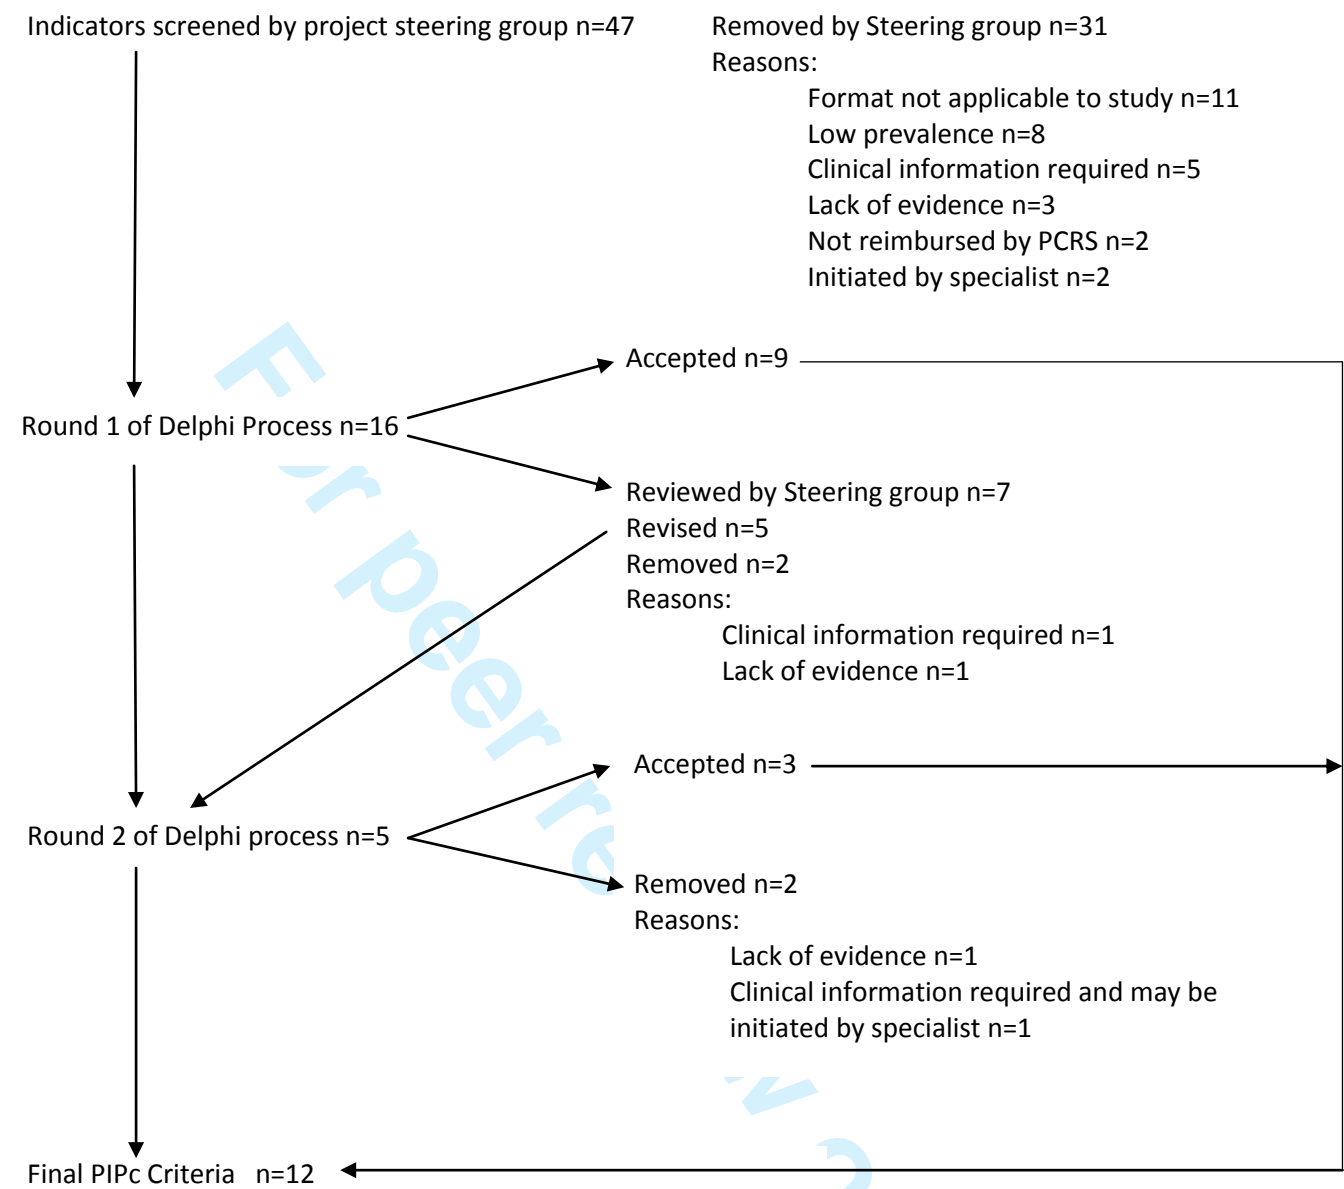 Indicators screened by project steering group n=47
Removed by Steering group n=31
Reasons:
Format not applicable to study n=11
Low prevalence n=8
Clinical information required n=5
Lack of evidence n=3
Not reimbursed by PCRS n=2
Initiated by specialist n=2
Accepted n=9
Round 1 of Delphi Process n=16
Reviewed by Steering group n=7
Revised n=5
Removed n=2
Reasons:
Clinical information required n=1
Lack of evidence n=1
Accepted n=3
Round 2 of Delphi process n=5
Removed n=2
Reasons:
Lack of evidence n=1
Clinical information required and may be
initiated by specialist n=1
Final PIPc Criteria n=12
For peer re